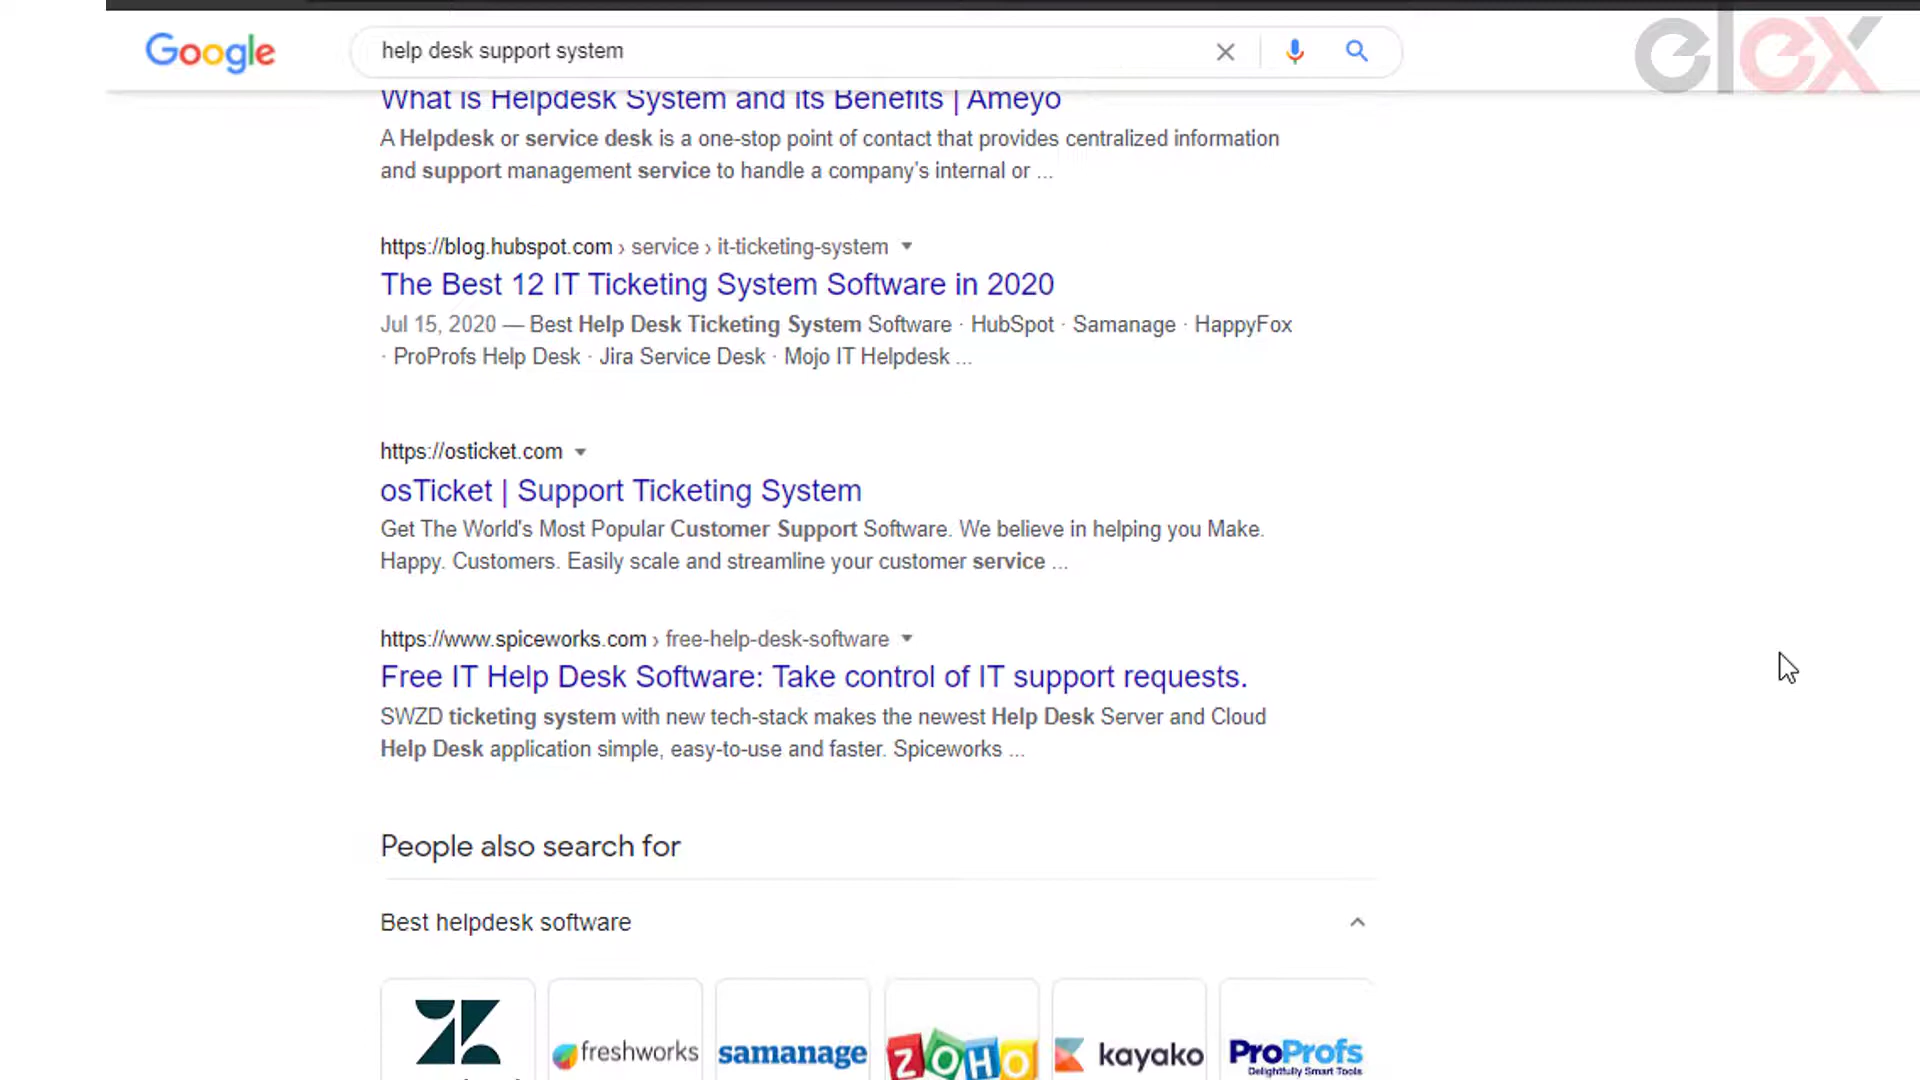 elex
Google
help desk support system
What is Helpdesk System and its Benefits | Ameyo
A Helpdesk or service desk is a one-stop point of contact that provides centralized information
and support management service to handle a company's internal or ...
https://blog.hubspot.com › service › it-ticketing-system
The Best 12 IT Ticketing System Software in 2020
Jul 15, 2020 — Best Help Desk Ticketing System Software · HubSpot · Samanage · HappyFox
· ProProfs Help Desk · Jira Service Desk · Mojo IT Helpdesk ...
https://osticket.com
osTicket | Support Ticketing System
Get The World's Most Popular Customer Support Software. We believe in helping you Make.
Happy. Customers. Easily scale and streamline your customer service ...
https://www.spiceworks.com › free-help-desk-software
Free IT Help Desk Software: Take control of IT support requests.
SWZD ticketing system with new tech-stack makes the newest Help Desk Server and Cloud
Help Desk application simple, easy-to-use and faster. Spiceworks ...
People also search for
Best helpdesk software
freshworks
samanage
ZOHO
kayako
ProProfs
Delightfully Smart Tools